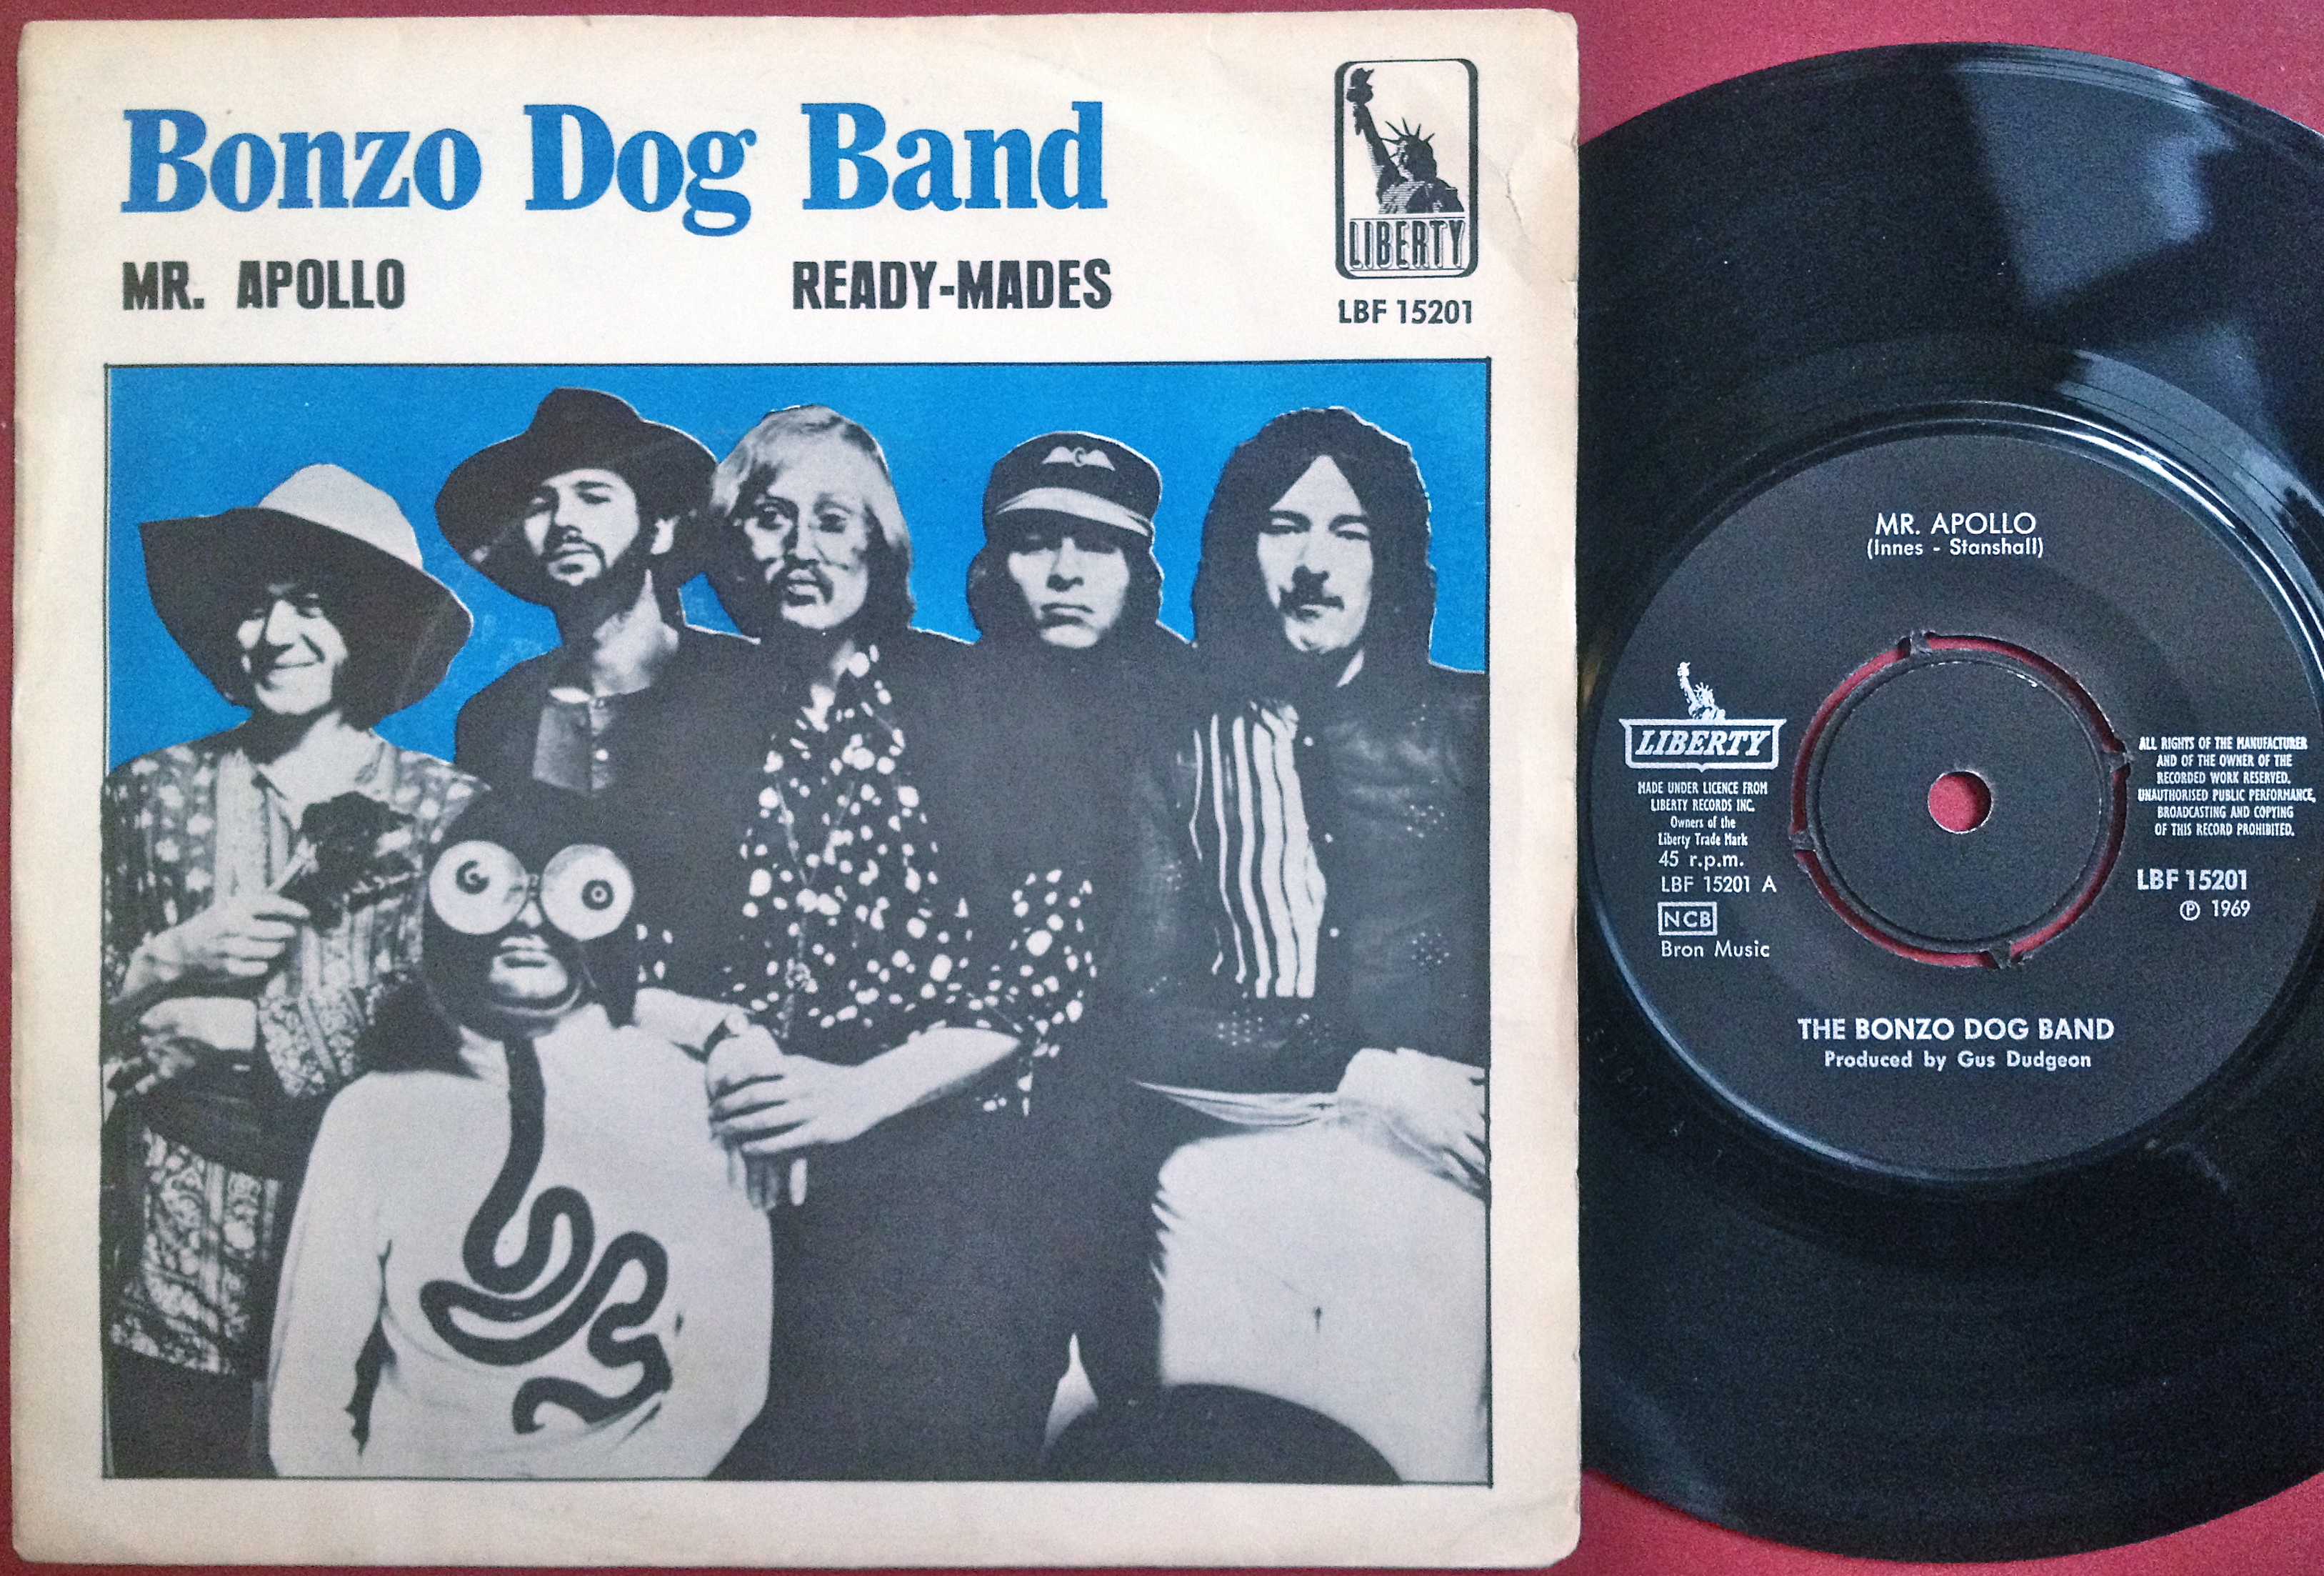 Bonzo Dog Band
MR. APOLLO READY-MADES
LIBERTY
LBF 15201
MR. APOLLO
(Innes - Stanshall)
LIBERTY
MADE UNDER LICENCE FROM
LIBERTY RECORDS INC.
Owners of the
Liberty Trade Mark
45 r.p.m.
LBF 15201 A
NCB
Bron Music
ALL RIGHTS OF THE MANUFACTURER
AND OF THE OWNER OF THE
RECORDED WORK RESERVED.
UNAUTHORISED PUBLIC PERFORMANCE,
BROADCASTING AND COPYING
OF THIS RECORD PROHIBITED.
LBF 15201
Ⓟ 1969
THE BONZO DOG BAND
Produced by Gus Dudgeon